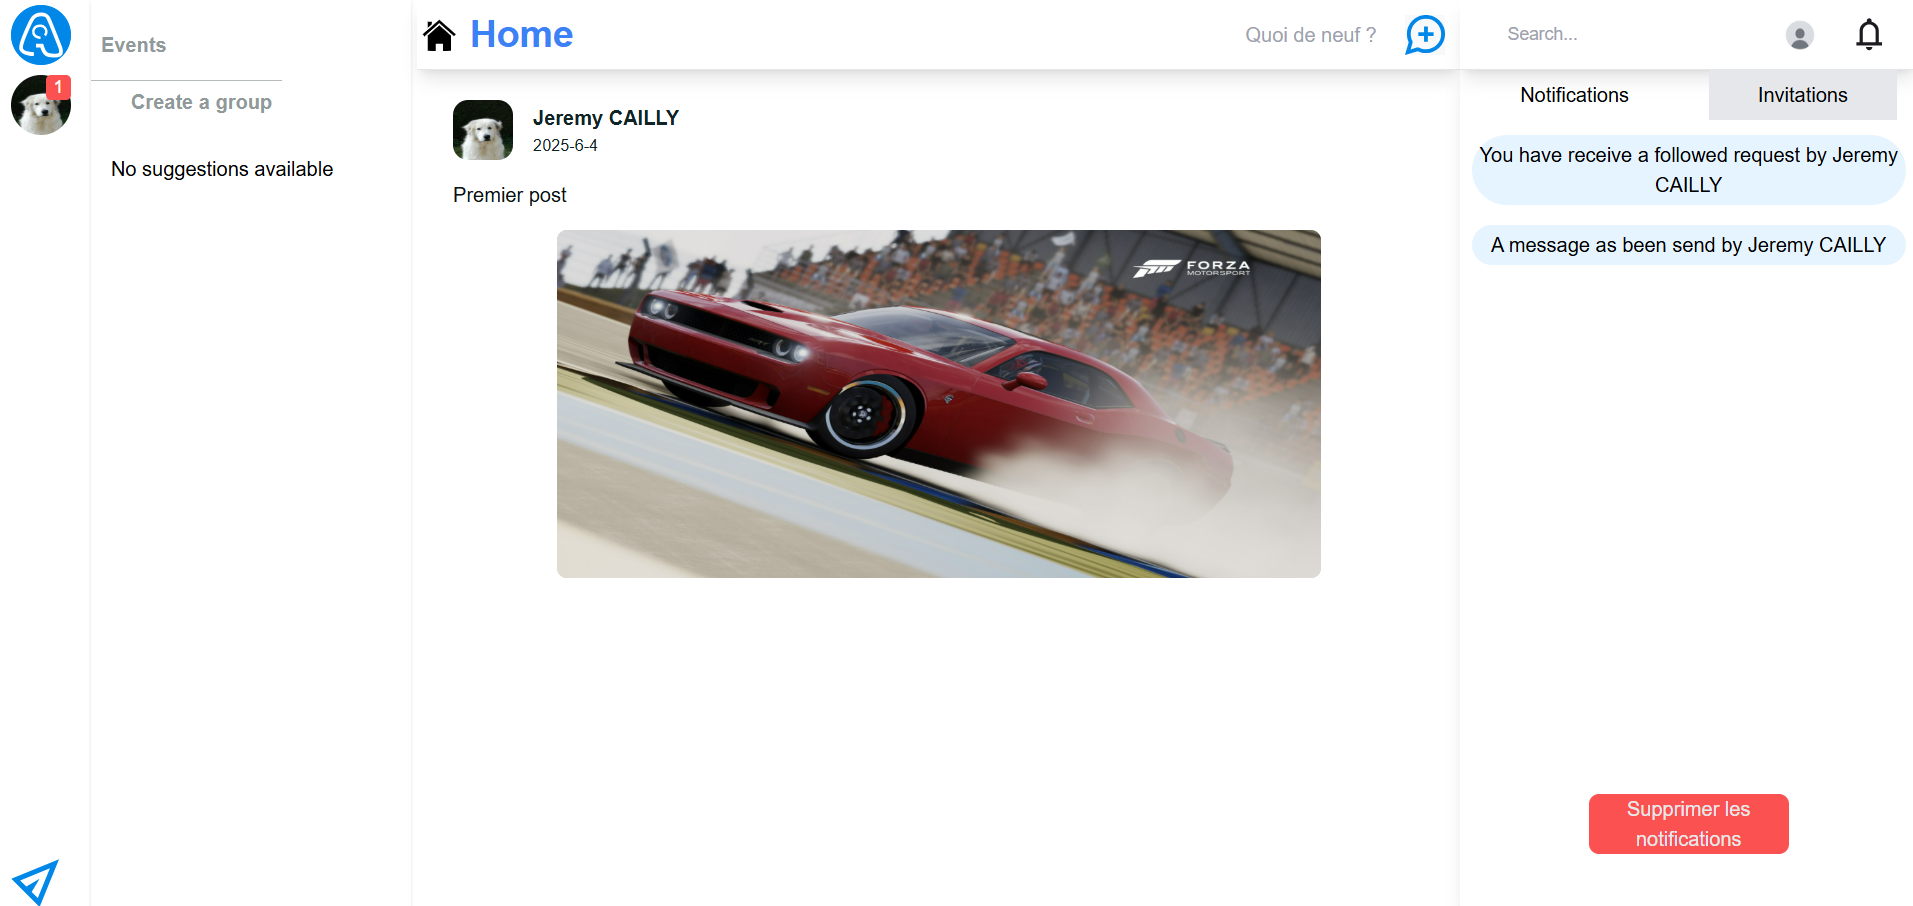 1
Events
Create a group
No suggestions available
Home
Quoi de neuf ?
Jeremy CAILLY
2025-6-4
Premier post
FORZA
MOTORSPORT
Search...
Notifications
Invitations
You have receive a followed request by Jeremy
CAILLY
A message as been send by Jeremy CAILLY
Supprimer les
notifications